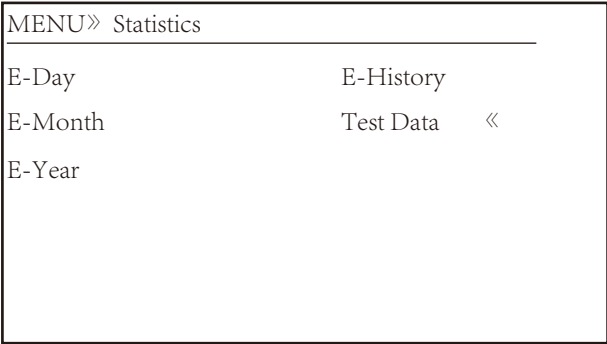 MENU》 Statistics
E-Day E-History
E-Month Test Data 《
E-Year